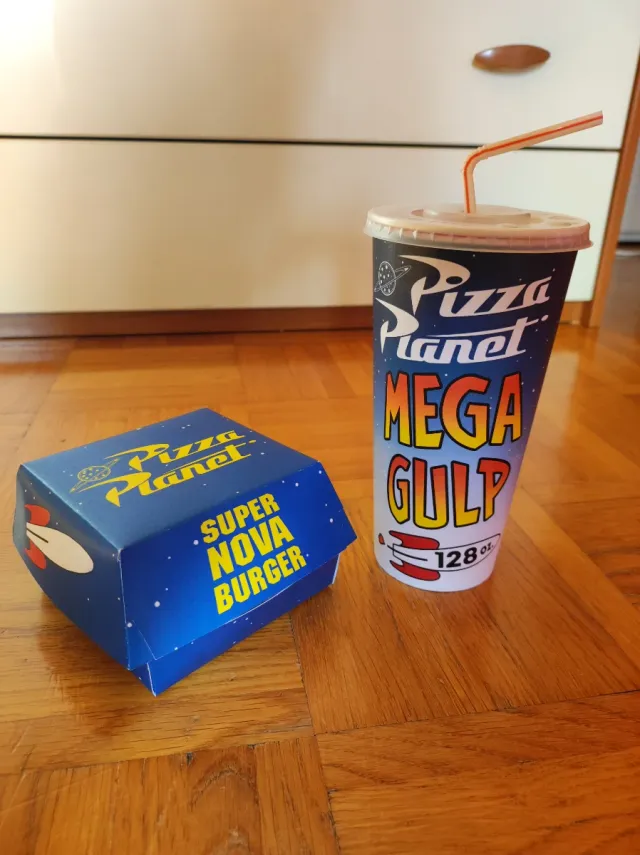 Pizza
Planet
SUPER
NOVA
BURGER
Pizza
Planet
MEGA
GULP
128 oz.